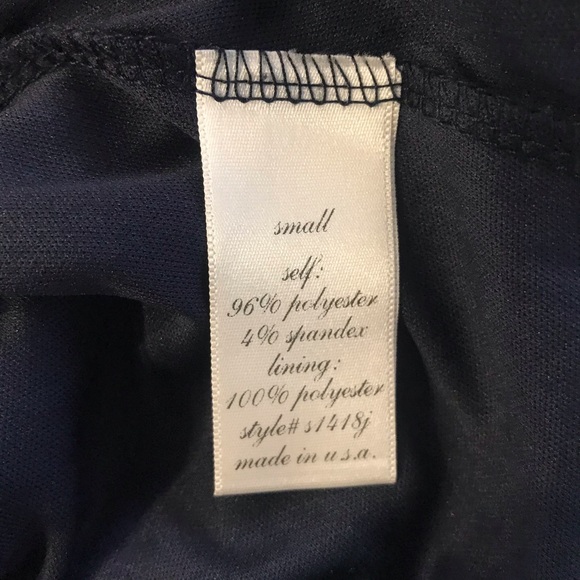 small
self:
96% polyester
4% spandex
lining:
100% polyester
style# s1418j
made in u.s.a.